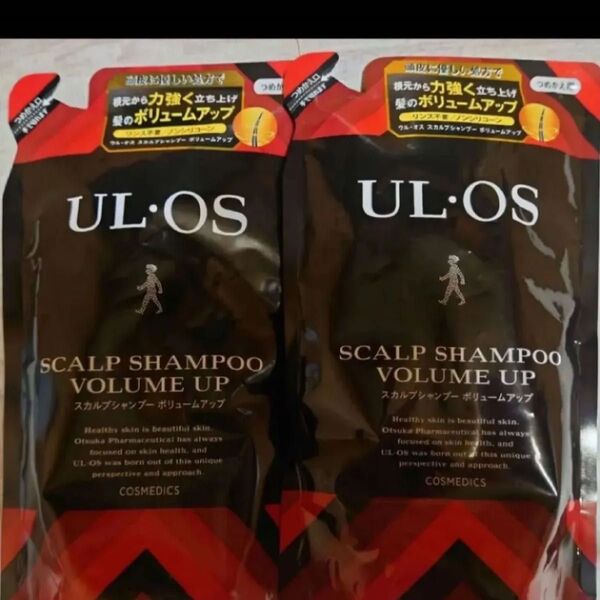 頭皮に優しい処方で
つめかえ用
根元から力強く立ち上げ
髪のボリュームアップ
リンス不要/ノンシリコーン
ウル・オス スカルプシャンプー ボリュームアップ
UL·OS
SCALP SHAMPOO
VOLUME UP
スカルプシャンプー ボリュームアップ
Healthy skin is beautiful skin.
Otsuka Pharmaceutical has always
focused on skin health, and
UL·OS was born out of this unique
perspective and approach.
COSMEDICS
頭皮に優しい処方で
つめかえ用
根元から力強く立ち上げ
髪のボリュームアップ
リンス不要/ノンシリコーン
ウル・オス スカルプシャンプー ボリュームアップ
UL·OS
SCALP SHAMPOO
VOLUME UP
スカルプシャンプー ボリュームアップ
Healthy skin is beautiful skin.
Otsuka Pharmaceutical has always
focused on skin health, and
UL·OS was born out of this unique
perspective and approach.
COSMEDICS